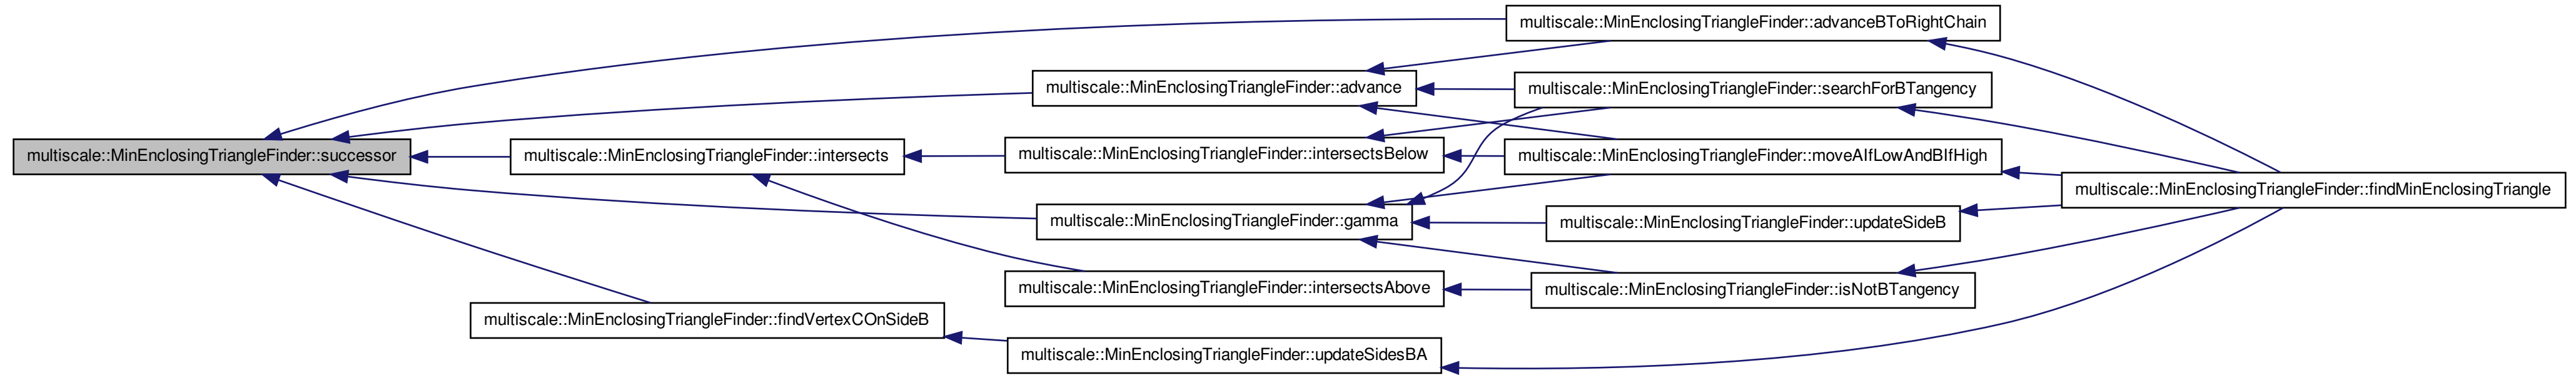 multiscale::MinEnclosingTriangleFinder::advanceBToRightChain
multiscale::MinEnclosingTriangleFinder::advance
multiscale::MinEnclosingTriangleFinder::searchForBTangency
multiscale::MinEnclosingTriangleFinder::successor
multiscale::MinEnclosingTriangleFinder::intersects
multiscale::MinEnclosingTriangleFinder::intersectsBelow
multiscale::MinEnclosingTriangleFinder::moveAIfLowAndBIfHigh
multiscale::MinEnclosingTriangleFinder::findMinEnclosingTriangle
multiscale::MinEnclosingTriangleFinder::gamma
multiscale::MinEnclosingTriangleFinder::updateSideB
multiscale::MinEnclosingTriangleFinder::intersectsAbove
multiscale::MinEnclosingTriangleFinder::isNotBTangency
multiscale::MinEnclosingTriangleFinder::findVertexCOnSideB
multiscale::MinEnclosingTriangleFinder::updateSidesBA